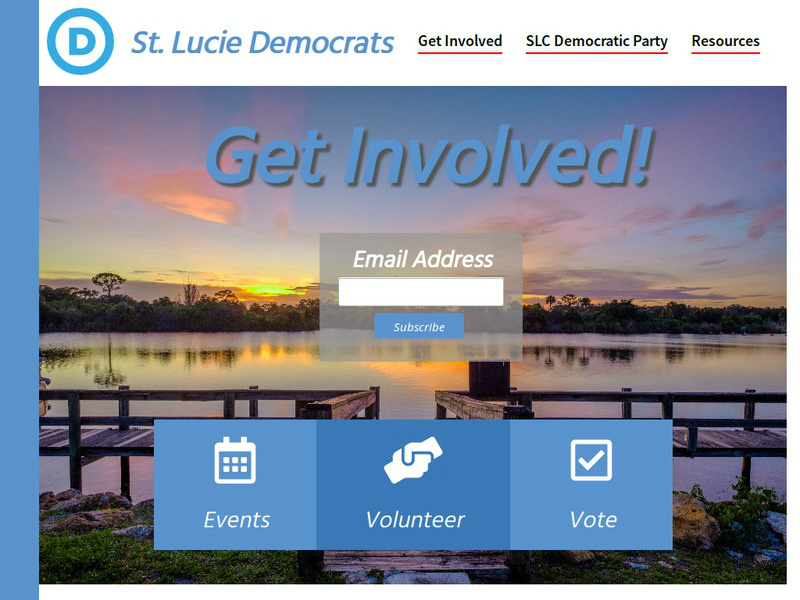 D
St. Lucie Democrats
Get Involved
SLC Democratic Party
Resources
Get Involved!
Email Address
Subscribe
Events
Volunteer
Vote